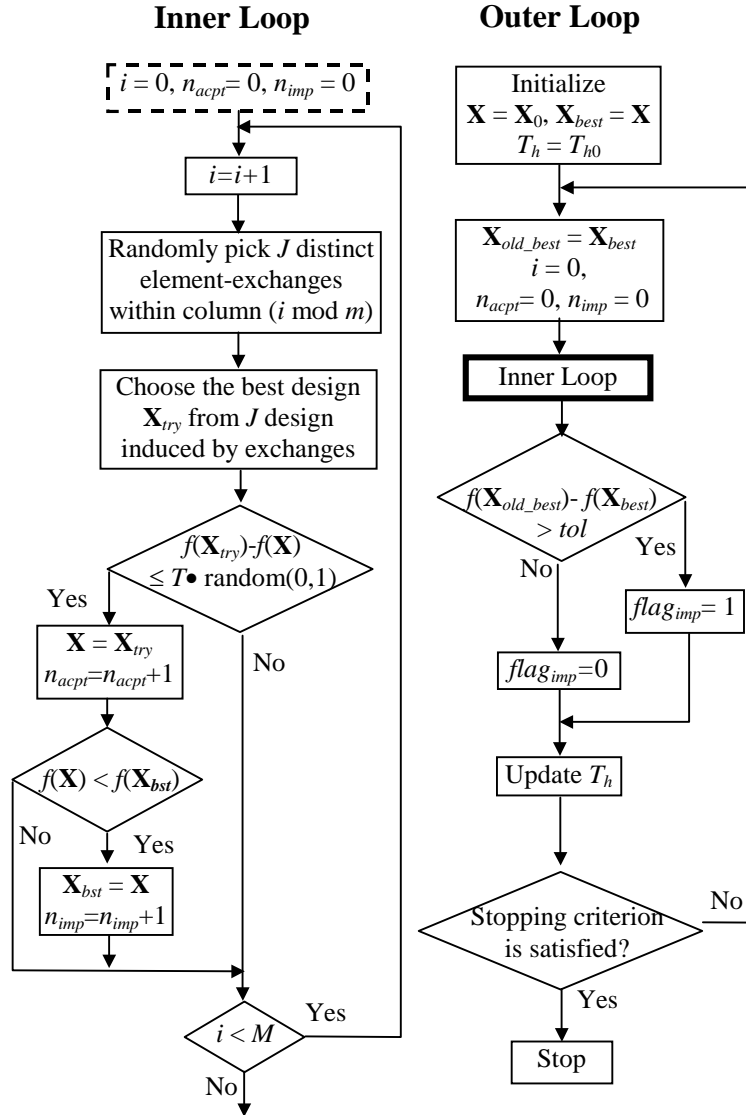 Inner Loop
i = 0, n_acpt= 0, n_imp = 0
i=i+1
Randomly pick J distinct
element-exchanges
within column (i mod m)
Choose the best design
X_try from J design
induced by exchanges
f(X_try)-f(X)
≤ T• random(0,1)
Yes
No
X = X_try
n_acpt=n_acpt+1
f(X) < f(X_bst)
No
Yes
X_bst = X
n_imp=n_imp+1
i < M
Yes
No
Outer Loop
Initialize
X = X_0, X_best = X
T_h = T_h0
X_old_best = X_best
i = 0,
n_acpt= 0, n_imp = 0
Inner Loop
f(X_old_best)- f(X_best)
> tol
Yes
No
flag_imp= 1
flag_imp=0
Update T_h
Stopping criterion
is satisfied?
No
Yes
Stop